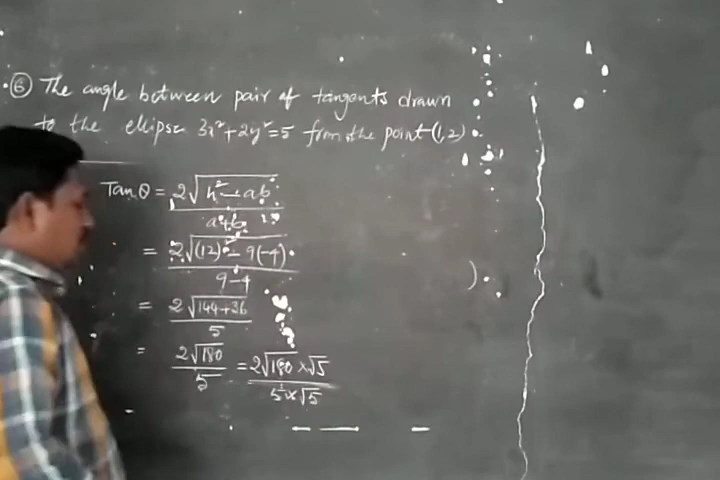 ⑥ The angle between pair of tangents drawn
to the ellipse 3x²+2y²=5 from the point (1,2)
Tan θ = 2√(h²-ab) / a+b
= 2√((12)² - 9(-4)) / 9-4
= 2√(144+36) / 5
= 2√180 / 5 = 2√180 × √5 / 5 × √5